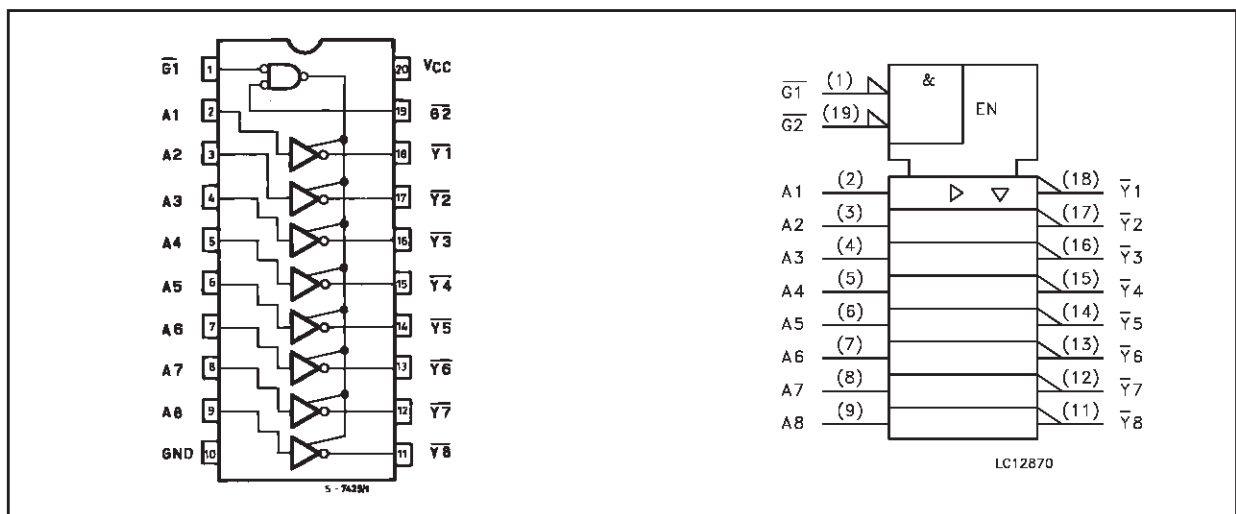 G1 1 20 VCC
A1 2 19 G2
A2 3 18 Y1
A3 4 17 Y2
A4 5 16 Y3
A5 6 15 Y4
A6 7 14 Y5
A7 8 13 Y6
A8 9 12 Y7
GND 10 11 Y8
S - 7429/1
&
EN
G1 (1)
G2 (19)
A1 (2) (18) Y1
A2 (3) (17) Y2
A3 (4) (16) Y3
A4 (5) (15) Y4
A5 (6) (14) Y5
A6 (7) (13) Y6
A7 (8) (12) Y7
A8 (9) (11) Y8
LC12870